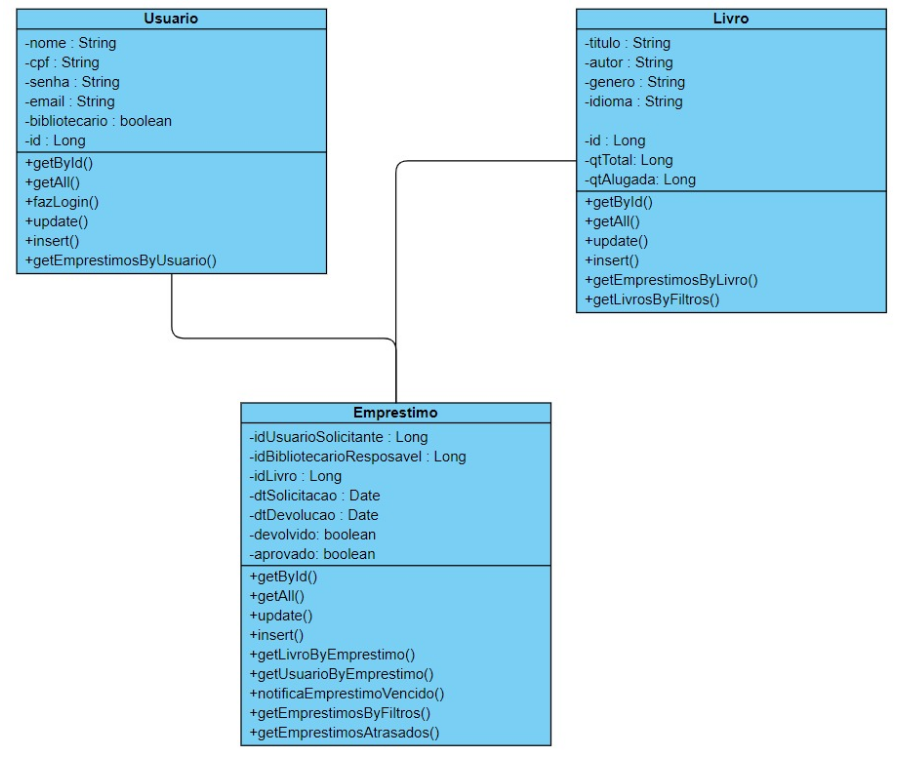 Usuario
-nome : String
-cpf : String
-senha : String
-email : String
-bibliotecario : boolean
-id : Long
+getById()
+getAll()
+fazLogin()
+update()
+insert()
+getEmprestimosByUsuario()
Livro
-titulo : String
-autor : String
-genero : String
-idioma : String
-id : Long
-qtTotal: Long
-qtAlugada: Long
+getById()
+getAll()
+update()
+insert()
+getEmprestimosByLivro()
+getLivrosByFiltros()
Emprestimo
-idUsuarioSolicitante : Long
-idBibliotecarioResposavel : Long
-idLivro : Long
-dtSolicitacao : Date
-dtDevolucao : Date
-devolvido: boolean
-aprovado: boolean
+getById()
+getAll()
+update()
+insert()
+getLivroByEmprestimo()
+getUsuarioByEmprestimo()
+notificaEmprestimoVencido()
+getEmprestimosByFiltros()
+getEmprestimosAtrasados()